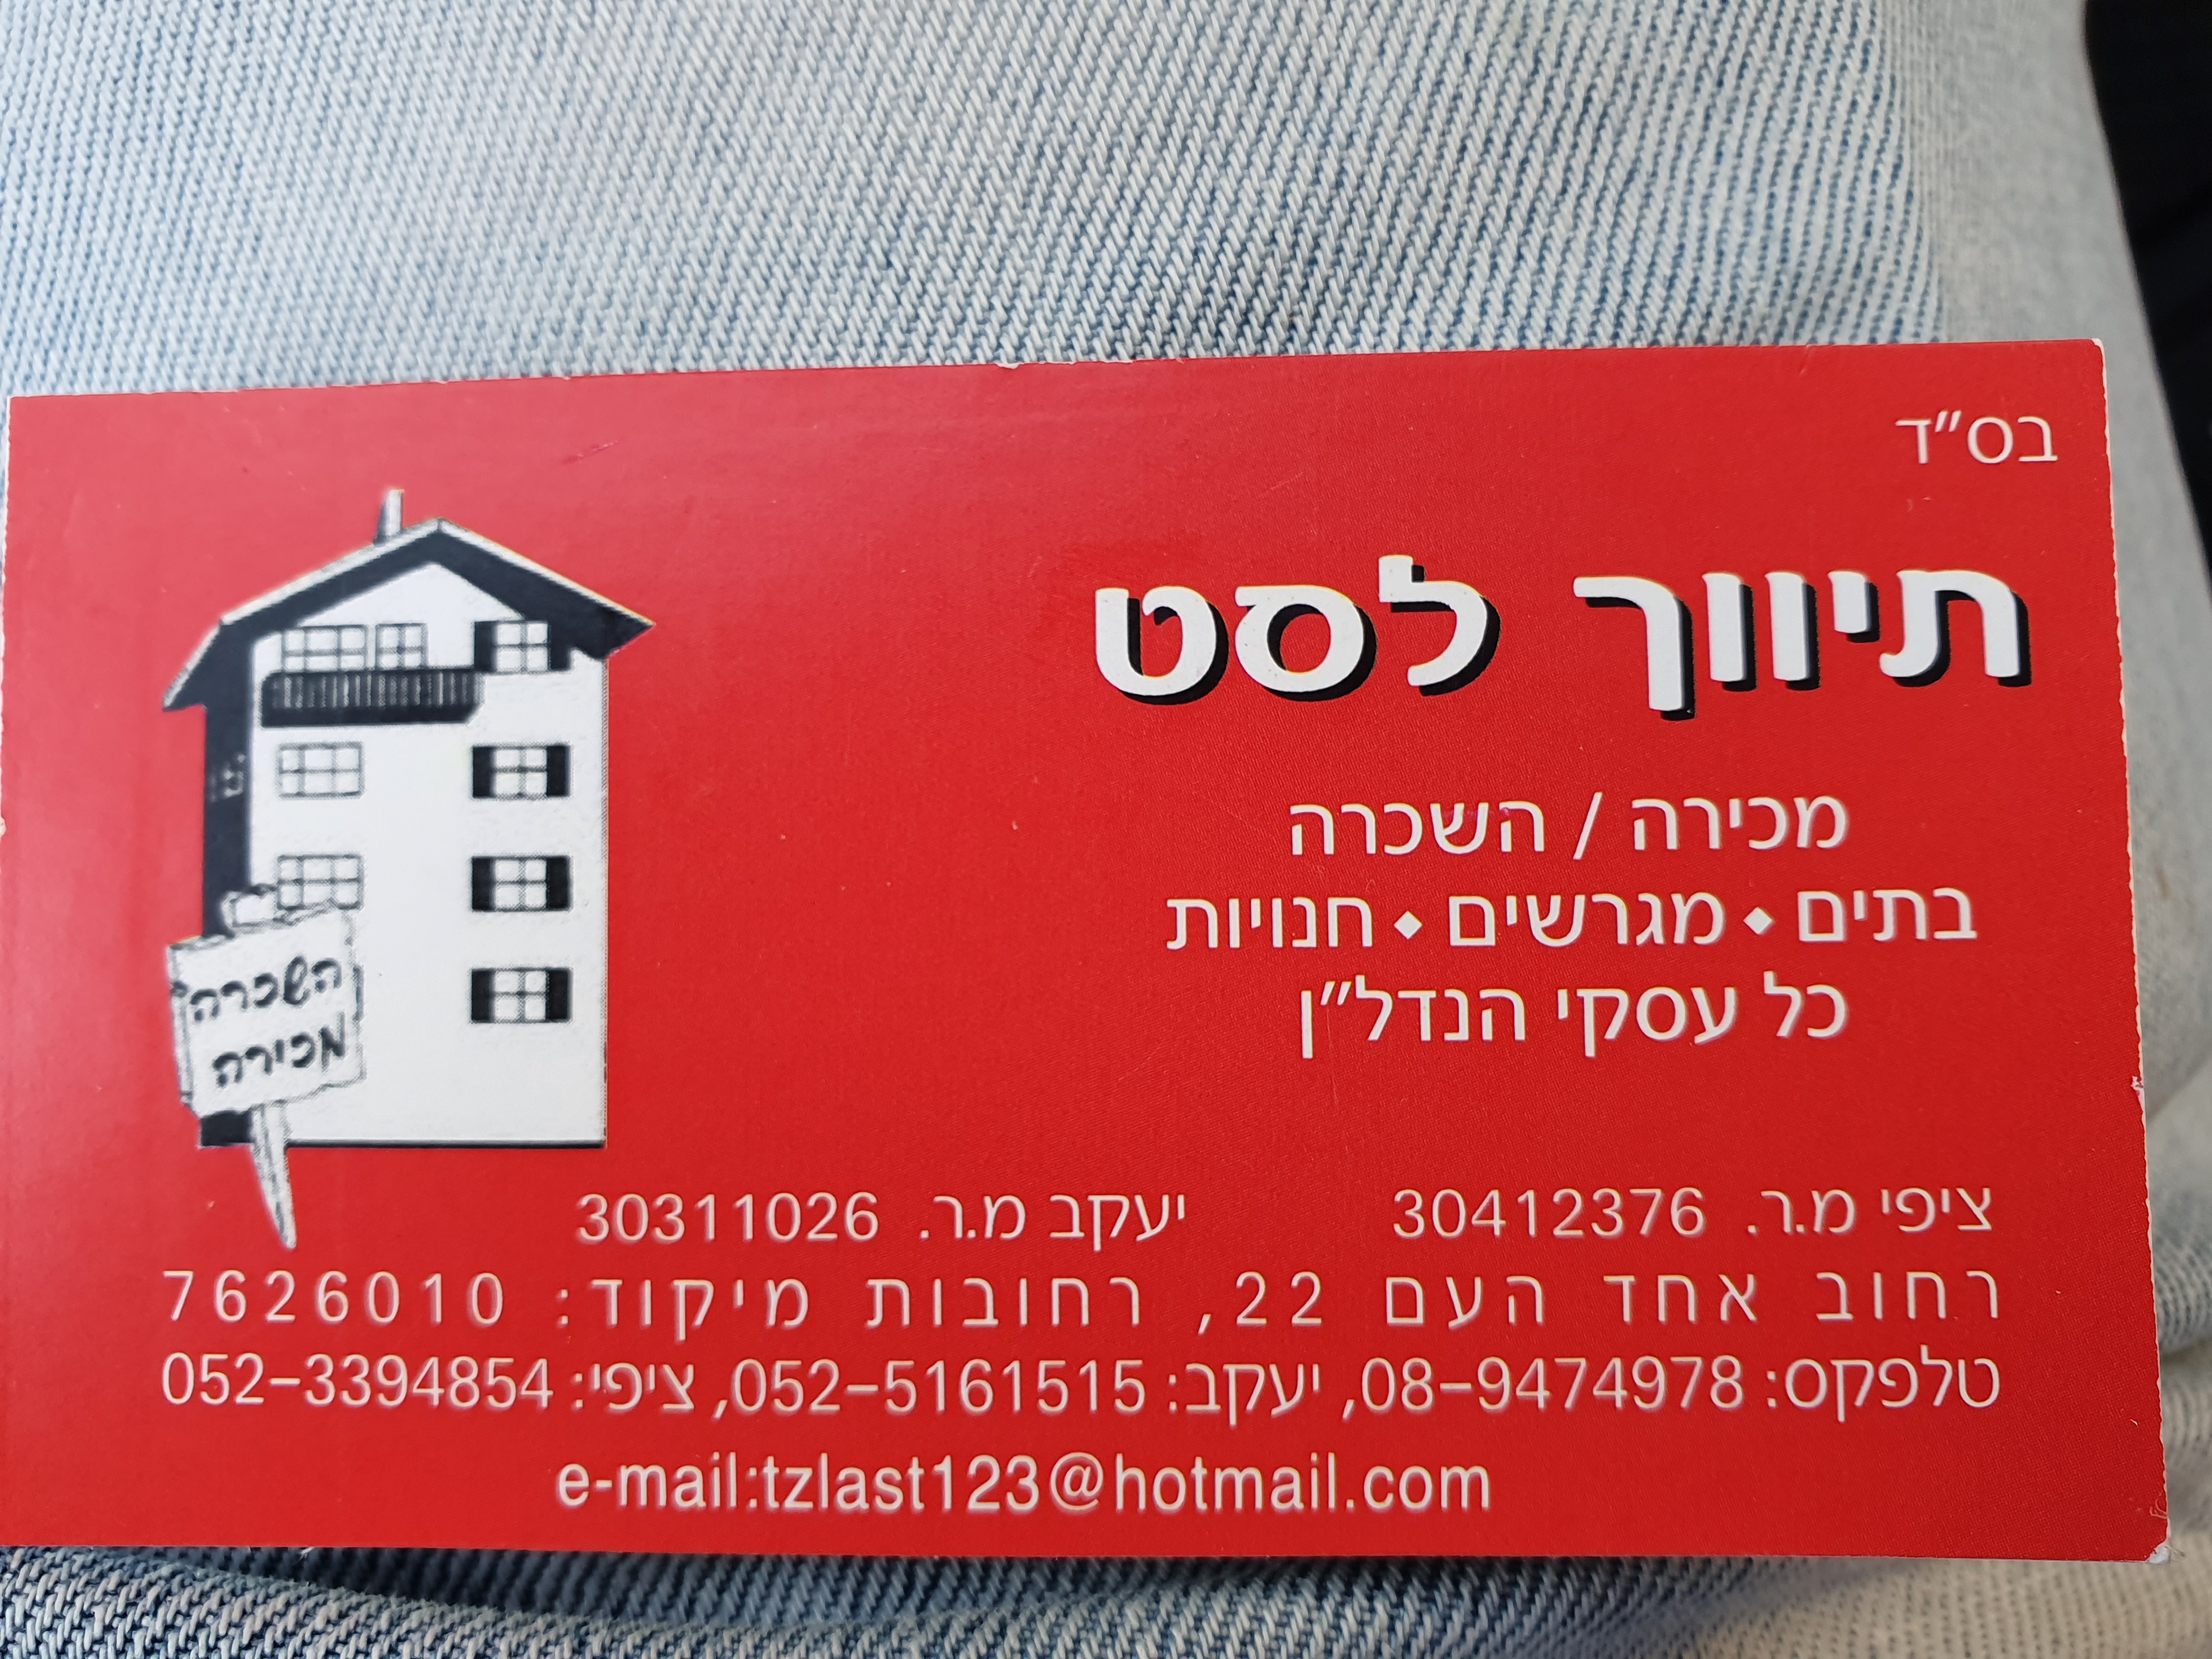 בס"ד
תיווך לסט
מכירה / השכרה
בתים ⬥ מגרשים ⬥ חנויות
כל עסקי הנדל"ן
השכרה
מכירה
ציפי מ.ר. 30412376 יעקב מ.ר. 30311026
רחוב אחד העם 22, רחובות מיקוד: 7626010
טלפקס: 08-9474978, יעקב: 052-5161515, ציפי: 052-3394854
e-mail:tzlast123@hotmail.com